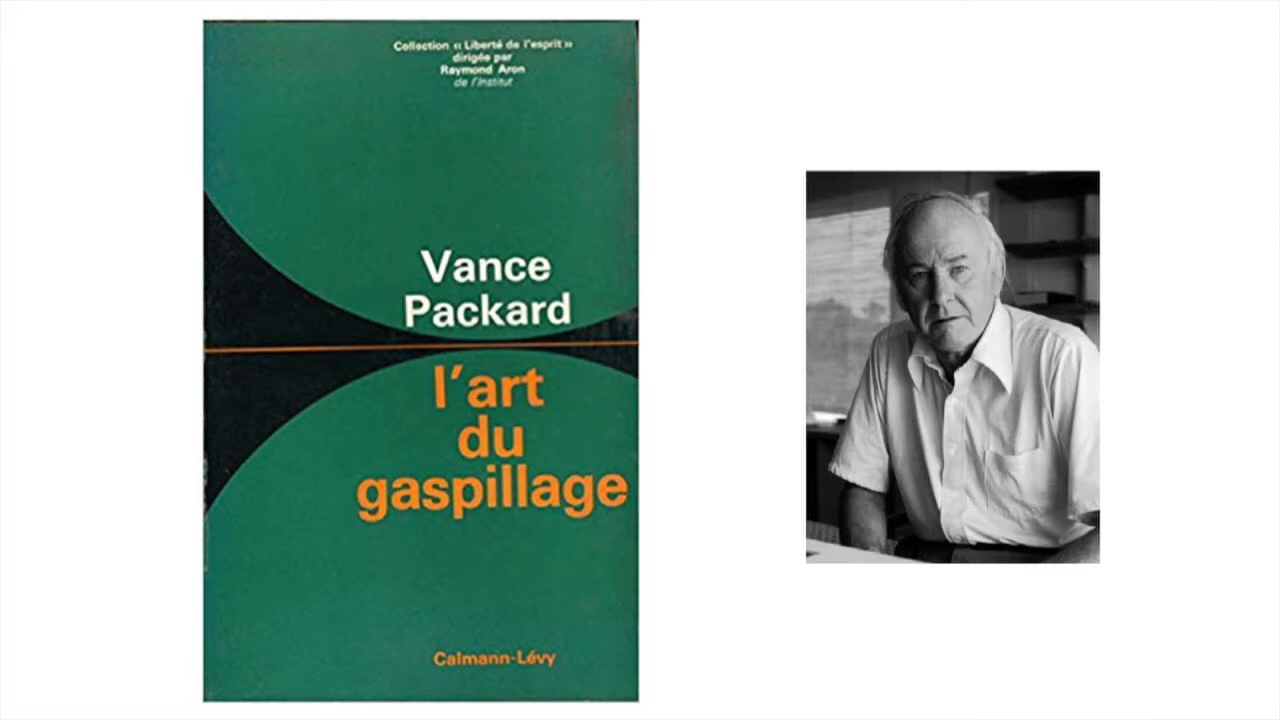 Collection « Liberté de l'esprit »
dirigée par
Raymond Aron
de l'Institut
Vance
Packard
l'art
du
gaspillage
Calmann-Lévy